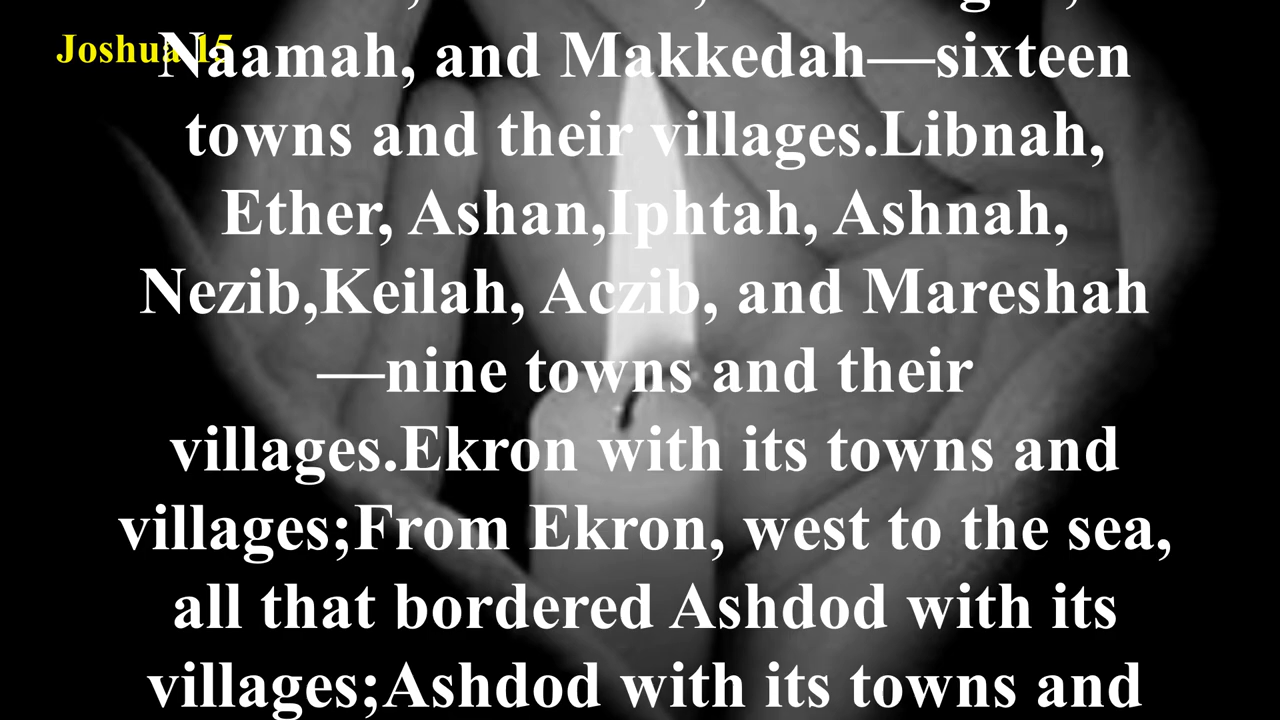 Joshua 15
Naamah, and Makkedah—sixteen
towns and their villages.Libnah,
Ether, Ashan,Iphtah, Ashnah,
Nezib,Keilah, Aczib, and Mareshah
—nine towns and their
villages.Ekron with its towns and
villages;From Ekron, west to the sea,
all that bordered Ashdod with its
villages;Ashdod with its towns and